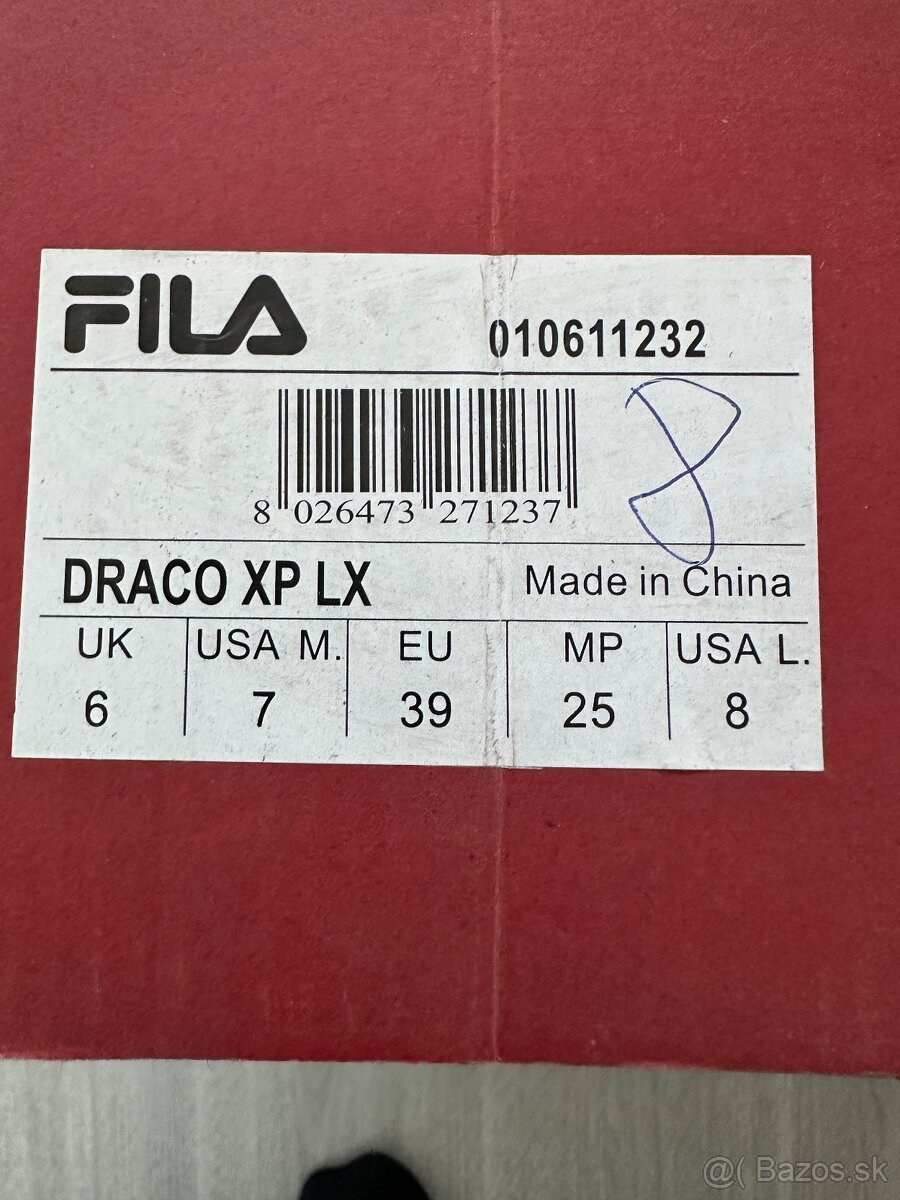 FILA
010611232
8
8 026473 271237
DRACO XP LX
Made in China
UK USA M. EU MP USA L.
6 7 39 25 8
@( Bazos.sk